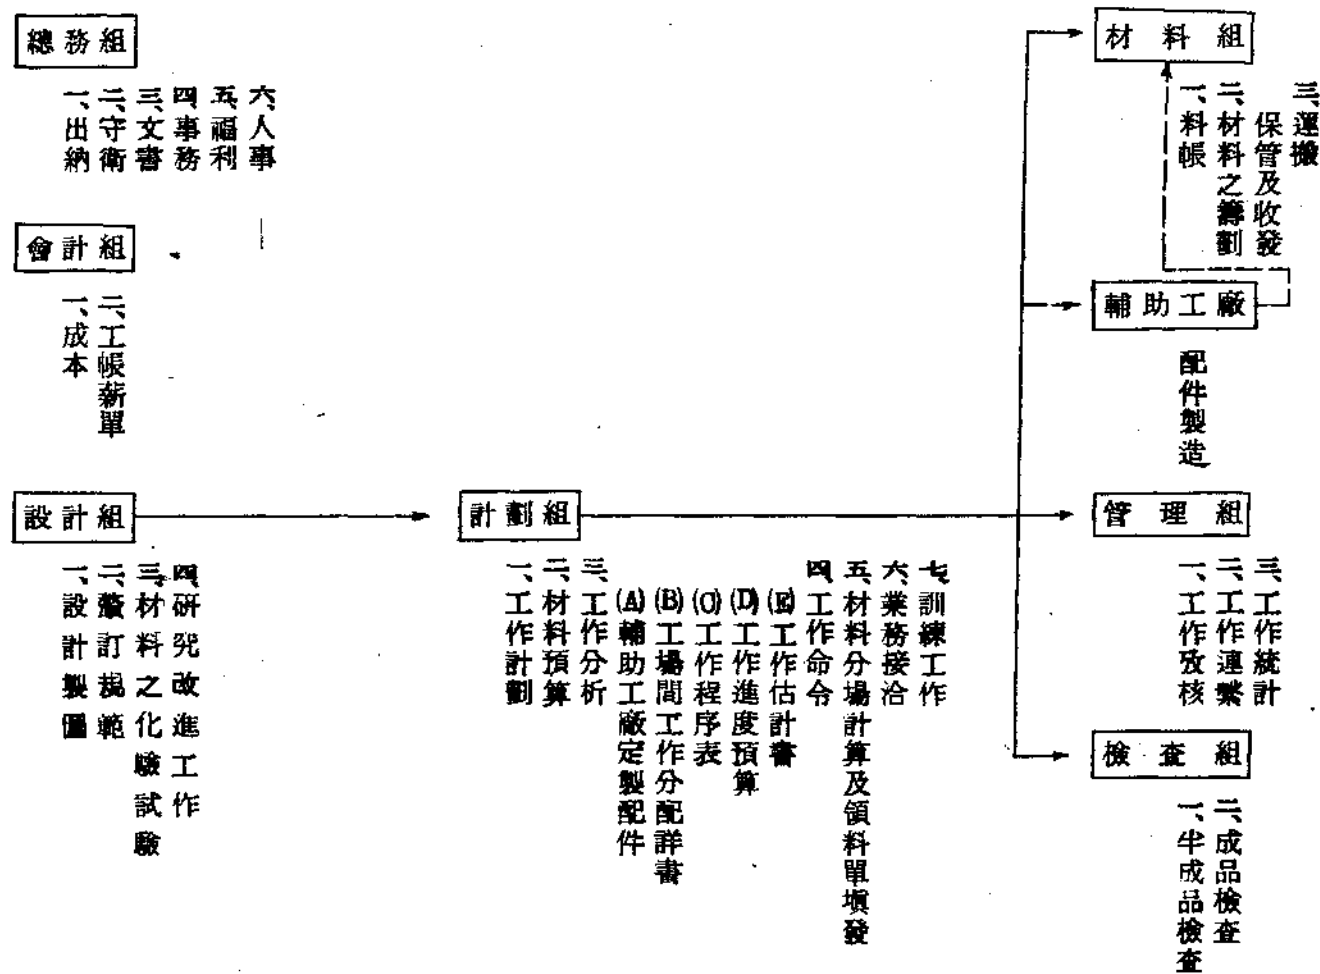 總務組
一、出納
二、守衛
三、文書
四、事務
五、福利
六、人事
會計組
一、成本
二、工帳薪單
設計組
一、設計製圖
二、釐訂規範
三、材料之化驗試驗
四、研究改進工作
計劃組
一、工作計劃
二、材料預算
三、工作分析
(A)輔助工廠定製配件
(B)工場間工作分配詳書
(C)工作程序表
(D)工作進度預算
(E)工作估計書
四、工作命令
五、材料分場計算及領料單填發
六、業務接洽
七、訓練工作
材料組
一、料帳
二、材料之籌劃
保管及收發
三、運搬
輔助工廠
配件製造
管理組
一、工作攷核
二、工作連繫
三、工作統計
檢查組
一、半成品檢查
二、成品檢查